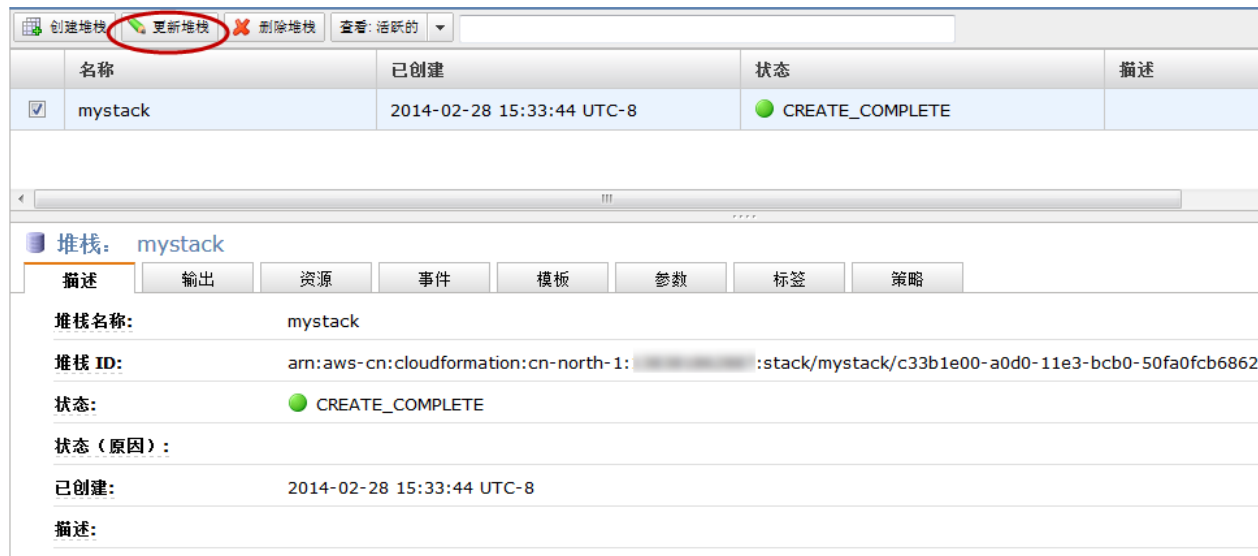 创建堆栈 更新堆栈 删除堆栈 查看: 活跃的
名称 已创建 状态 描述
mystack 2014-02-28 15:33:44 UTC-8 CREATE_COMPLETE
堆栈： mystack
描述 输出 资源 事件 模板 参数 标签 策略
堆栈名称: mystack
堆栈 ID: arn:aws-cn:cloudformation:cn-north-1: :stack/mystack/c33b1e00-a0d0-11e3-bcb0-50fa0fcb6862
状态: CREATE_COMPLETE
状态（原因）:
已创建: 2014-02-28 15:33:44 UTC-8
描述: